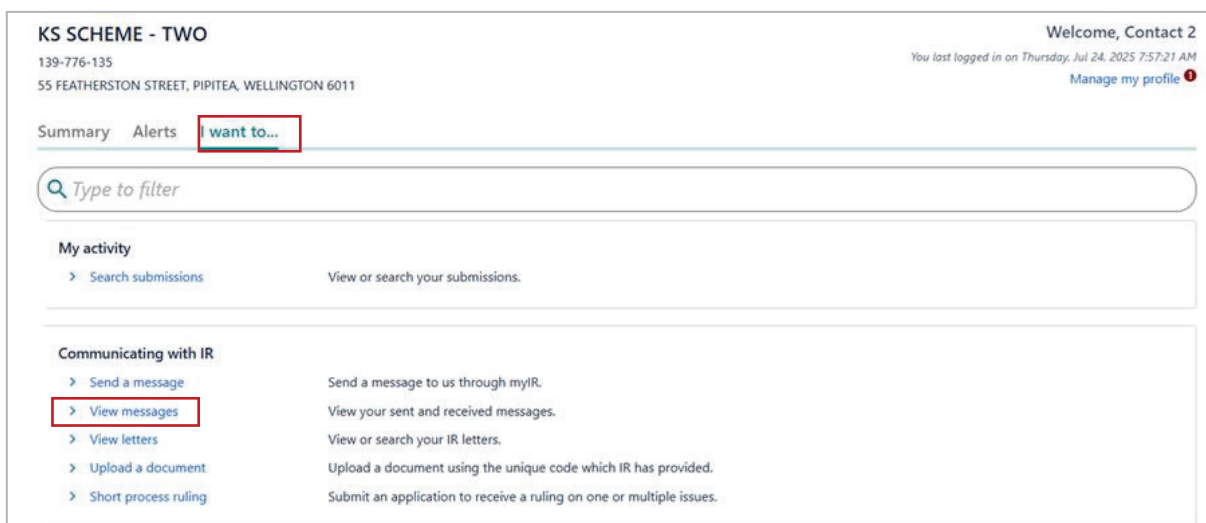 KS SCHEME - TWO
Welcome, Contact 2
139-776-135
You last logged in on Thursday, Jul 24, 2025 7:57:21 AM
55 FEATHERSTON STREET, PIPITEA, WELLINGTON 6011
Manage my profile 1
Summary Alerts I want to...
Type to filter
My activity
Search submissions View or search your submissions.
Communicating with IR
Send a message Send a message to us through myIR.
View messages View your sent and received messages.
View letters View or search your IR letters.
Upload a document Upload a document using the unique code which IR has provided.
Short process ruling Submit an application to receive a ruling on one or multiple issues.